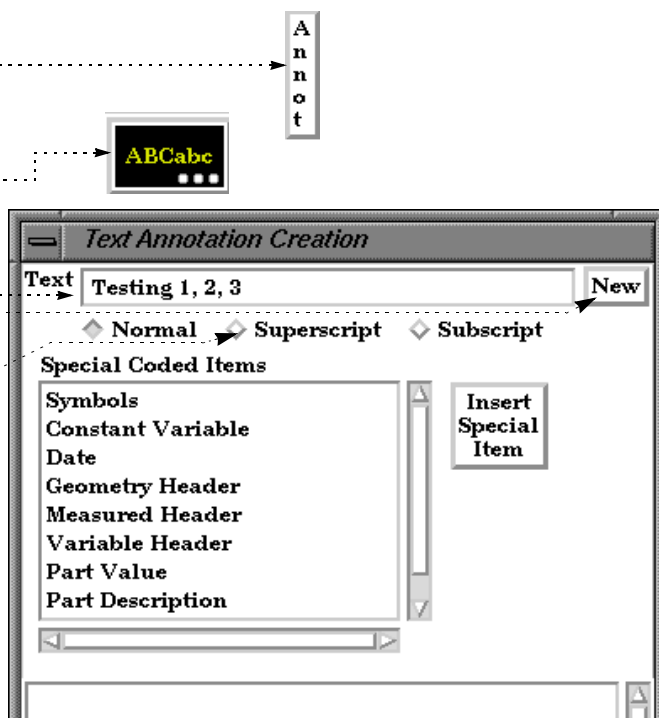 A
n
n
o
t
ABCabc
Text Annotation Creation
Text Testing 1, 2, 3 New
Normal Superscript Subscript
Special Coded Items
Symbols
Constant Variable
Date
Geometry Header
Measured Header
Variable Header
Part Value
Part Description
Insert
Special
Item